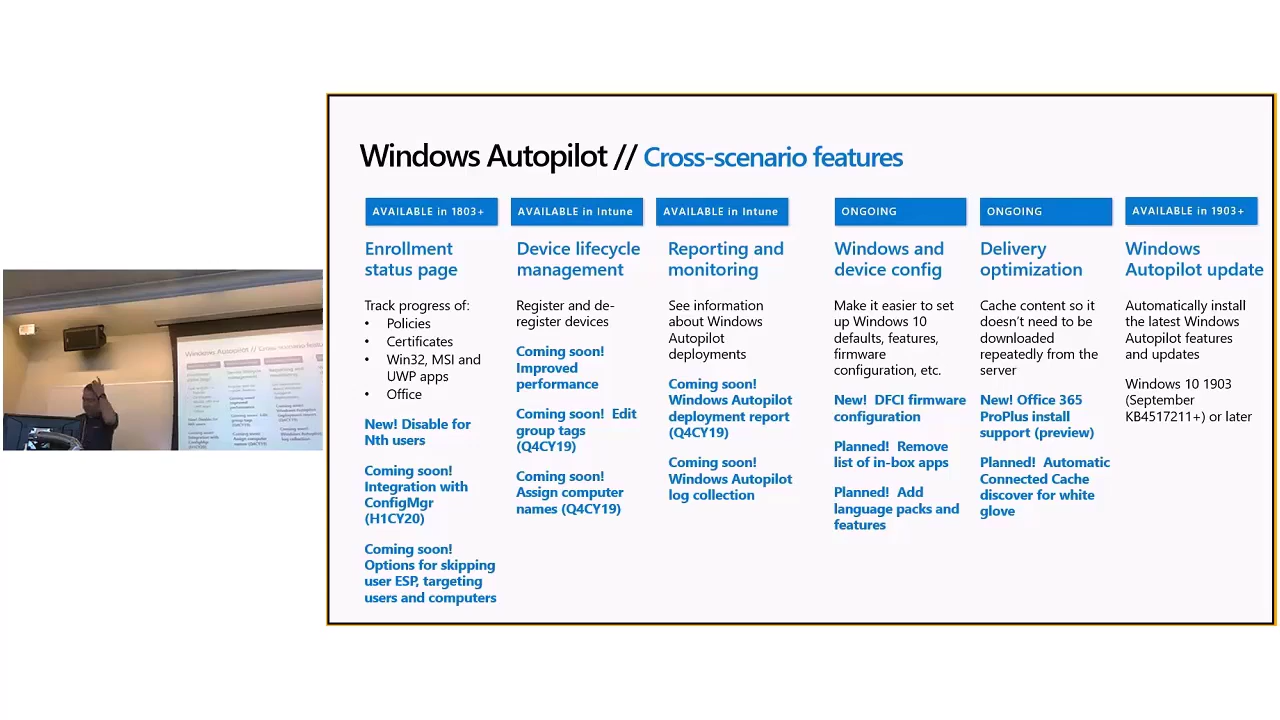 Windows Autopilot // Cross-scenario features
AVAILABLE in 1803+
Enrollment
status page
Track progress of:
• Policies
• Certificates
• Win32, MSI and
UWP apps
• Office
New! Disable for
Nth users
Coming soon!
Integration with
ConfigMgr
(H1CY20)
Coming soon!
Options for skipping
user ESP, targeting
users and computers
AVAILABLE in Intune
Device lifecycle
management
Register and de-
register devices
Coming soon!
Improved
performance
Coming soon! Edit
group tags
(Q4CY19)
Coming soon!
Assign computer
names (Q4CY19)
AVAILABLE in Intune
Reporting and
monitoring
See information
about Windows
Autopilot
deployments
Coming soon!
Windows Autopilot
deployment report
(Q4CY19)
Coming soon!
Windows Autopilot
log collection
ONGOING
Windows and
device config
Make it easier to set
up Windows 10
defaults, features,
firmware
configuration, etc.
New! DFCI firmware
configuration
Planned! Remove
list of in-box apps
Planned! Add
language packs and
features
ONGOING
Delivery
optimization
Cache content so it
doesn't need to be
downloaded
repeatedly from the
server
New! Office 365
ProPlus install
support (preview)
Planned! Automatic
Connected Cache
discover for white
glove
AVAILABLE in 1903+
Windows
Autopilot update
Automatically install
the latest Windows
Autopilot features
and updates
Windows 10 1903
(September
KB4517211+) or later
Windows Autopilot // Cross-scenario features